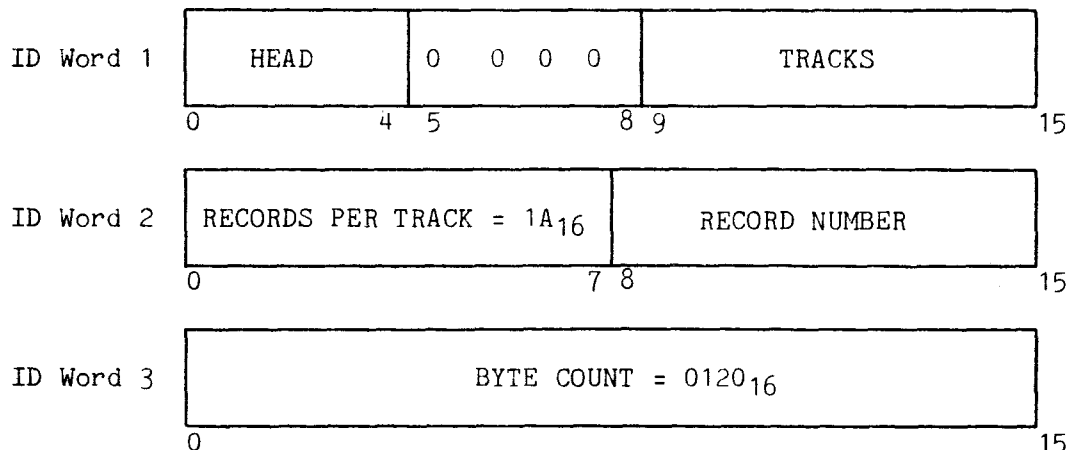 ID Word 1 HEAD 0 0 0 0 TRACKS
0 4 5 8 9 15
ID Word 2 RECORDS PER TRACK = 1A16 RECORD NUMBER
0 7 8 15
ID Word 3 BYTE COUNT = 012016
0 15